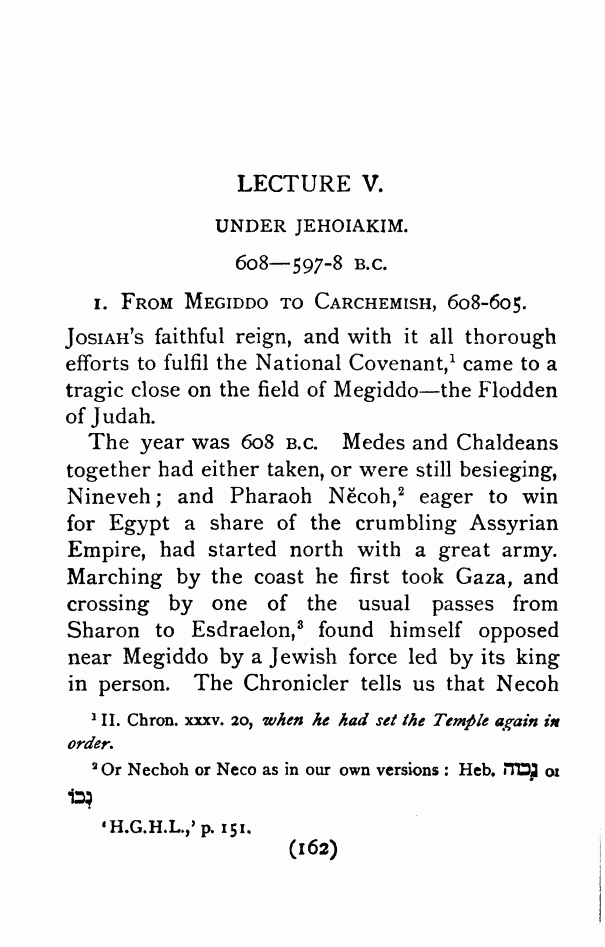 LECTURE V.
UNDER JEHOIAKIM.
608—597-8 B.C.
1. FROM MEGIDDO TO CARCHEMISH, 608-605.
JOSIAH's faithful reign, and with it all thorough
efforts to fulfil the National Covenant,¹ came to a
tragic close on the field of Megiddo—the Flodden
of Judah.
The year was 608 B.C. Medes and Chaldeans
together had either taken, or were still besieging,
Nineveh; and Pharaoh Nĕcoh,² eager to win
for Egypt a share of the crumbling Assyrian
Empire, had started north with a great army.
Marching by the coast he first took Gaza, and
crossing by one of the usual passes from
Sharon to Esdraelon,³ found himself opposed
near Megiddo by a Jewish force led by its king
in person. The Chronicler tells us that Necoh
¹ II. Chron. xxxv. 20, when he had set the Temple again in
order.
² Or Nechoh or Neco as in our own versions: Heb. נְכוֹה or
נְכוֹ
‘H.G.H.L.,’ p. 151.
(162)